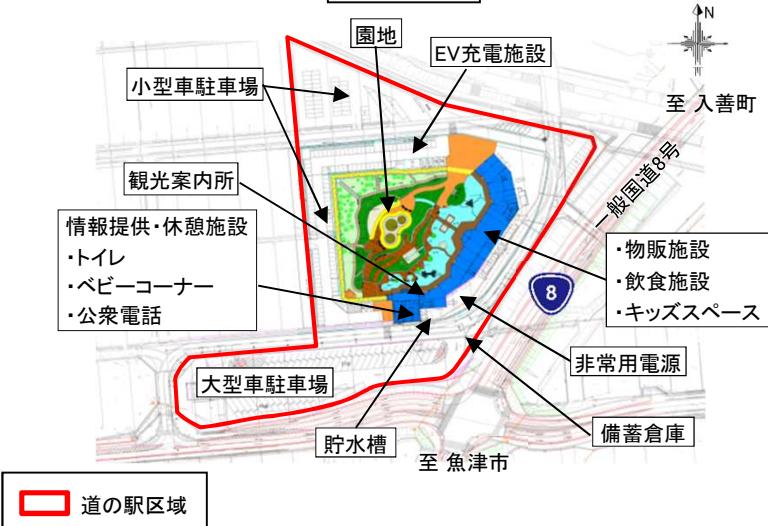 N
園地
EV充電施設
小型車駐車場
至 入善町
一般国道8号
観光案内所
情報提供・休憩施設
・トイレ
・ベビーコーナー
・公衆電話
・物販施設
・飲食施設
・キッズスペース
8
非常用電源
大型車駐車場
備蓄倉庫
貯水槽
至 魚津市
道の駅区域